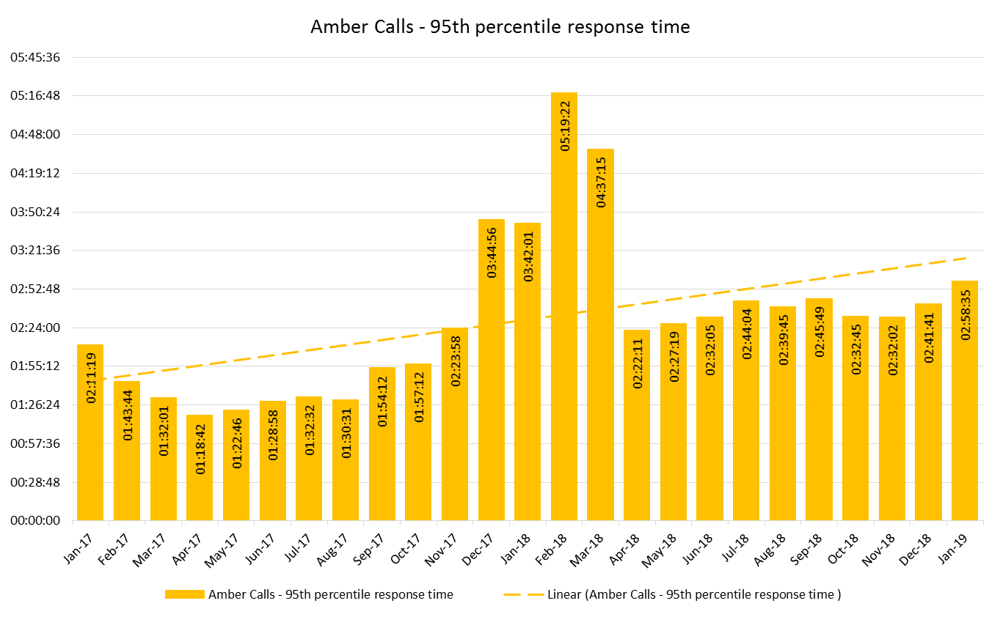 Amber Calls - 95th percentile response time
05:45:36
05:16:48
04:48:00
04:19:12
03:50:24
03:21:36
02:52:48
02:24:00
01:55:12
01:26:24
00:57:36
00:28:48
00:00:00
02:11:19
01:43:44
01:32:01
01:18:42
01:22:46
01:28:58
01:32:32
01:30:31
01:54:12
01:57:12
02:23:58
03:44:56
03:42:01
05:19:22
04:37:15
02:22:11
02:27:19
02:32:05
02:44:04
02:39:45
02:45:49
02:32:45
02:32:02
02:41:41
02:58:35
Jan-17
Feb-17
Mar-17
Apr-17
May-17
Jun-17
Jul-17
Aug-17
Sep-17
Oct-17
Nov-17
Dec-17
Jan-18
Feb-18
Mar-18
Apr-18
May-18
Jun-18
Jul-18
Aug-18
Sep-18
Oct-18
Nov-18
Dec-18
Jan-19
Amber Calls - 95th percentile response time
Linear (Amber Calls - 95th percentile response time )